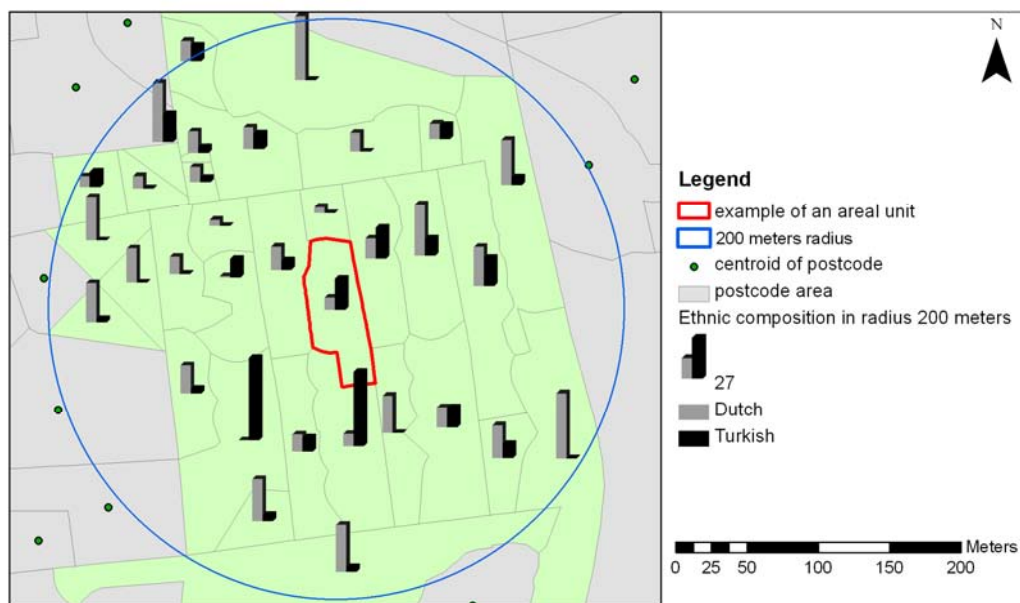 N
Legend
example of an areal unit
200 meters radius
centroid of postcode
postcode area
Ethnic composition in radius 200 meters
27
Dutch
Turkish
Meters
0 25 50 100 150 200